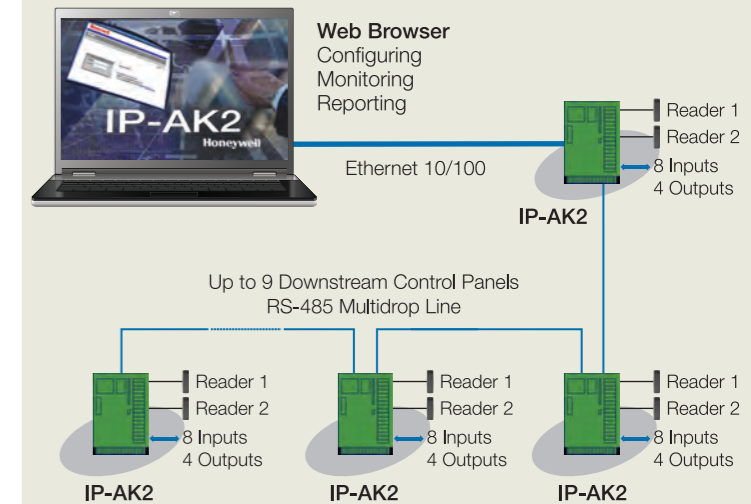 IP-AK2
Honeywell
Web Browser
Configuring
Monitoring
Reporting
Ethernet 10/100
Reader 1
Reader 2
8 Inputs
4 Outputs
IP-AK2
Up to 9 Downstream Control Panels
RS-485 Multidrop Line
Reader 1
Reader 2
8 Inputs
4 Outputs
IP-AK2
Reader 1
Reader 2
8 Inputs
4 Outputs
IP-AK2
Reader 1
Reader 2
8 Inputs
4 Outputs
IP-AK2